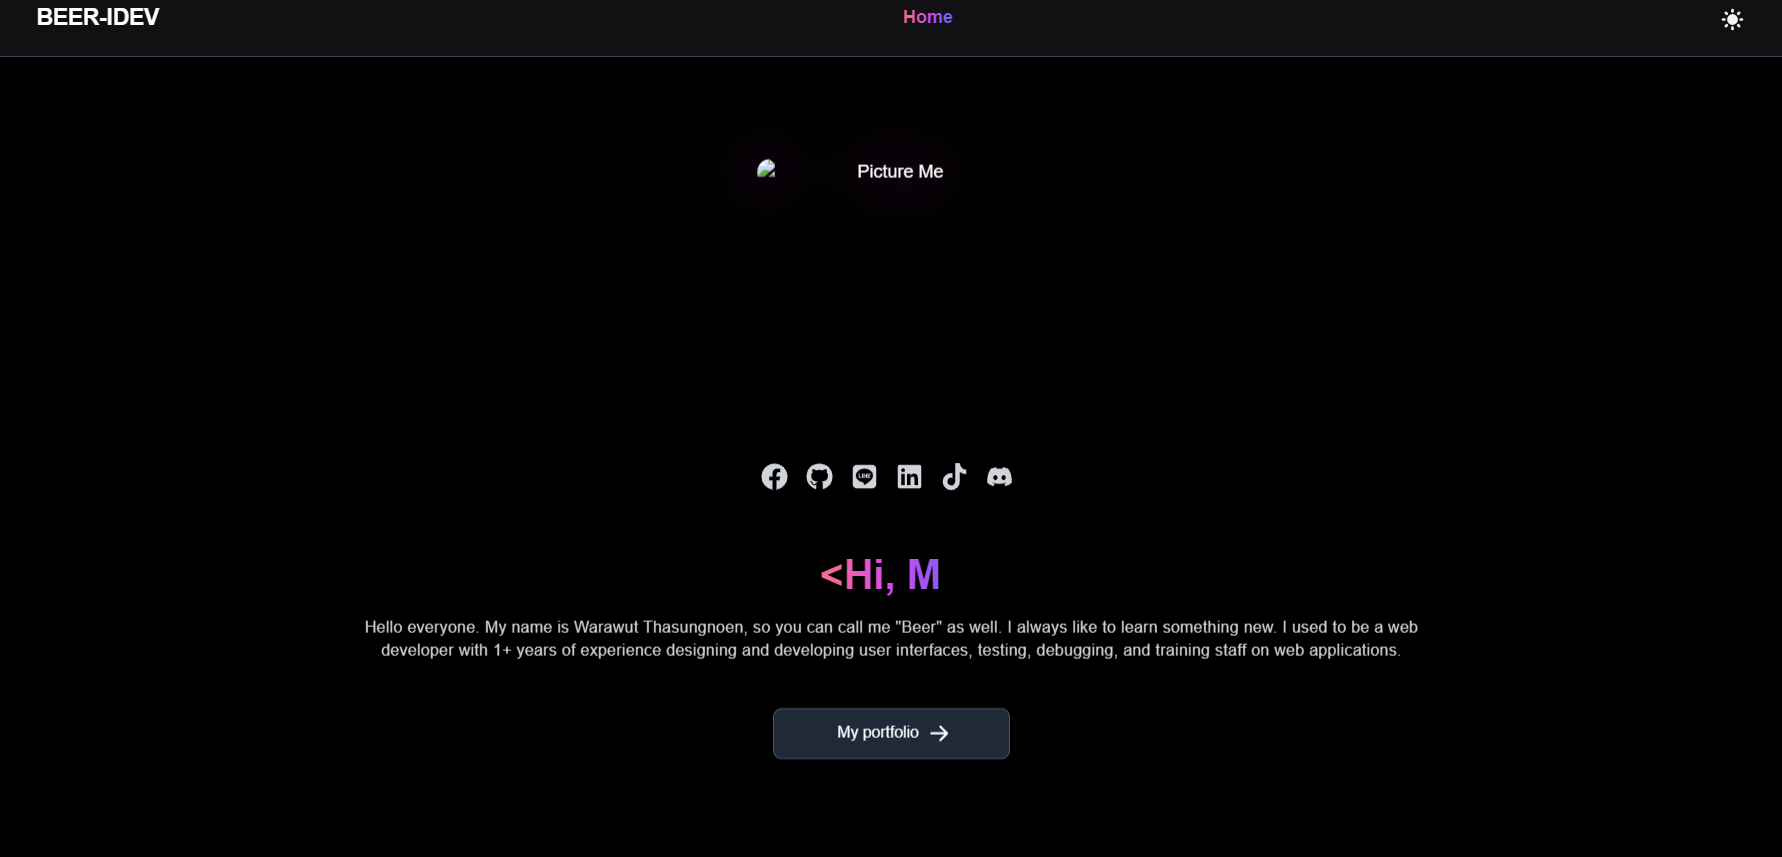 BEER-IDEV
Home
Picture Me
LINE
<Hi, M
Hello everyone. My name is Warawut Thasungnoen, so you can call me "Beer" as well. I always like to learn something new. I used to be a web
developer with 1+ years of experience designing and developing user interfaces, testing, debugging, and training staff on web applications.
My portfolio